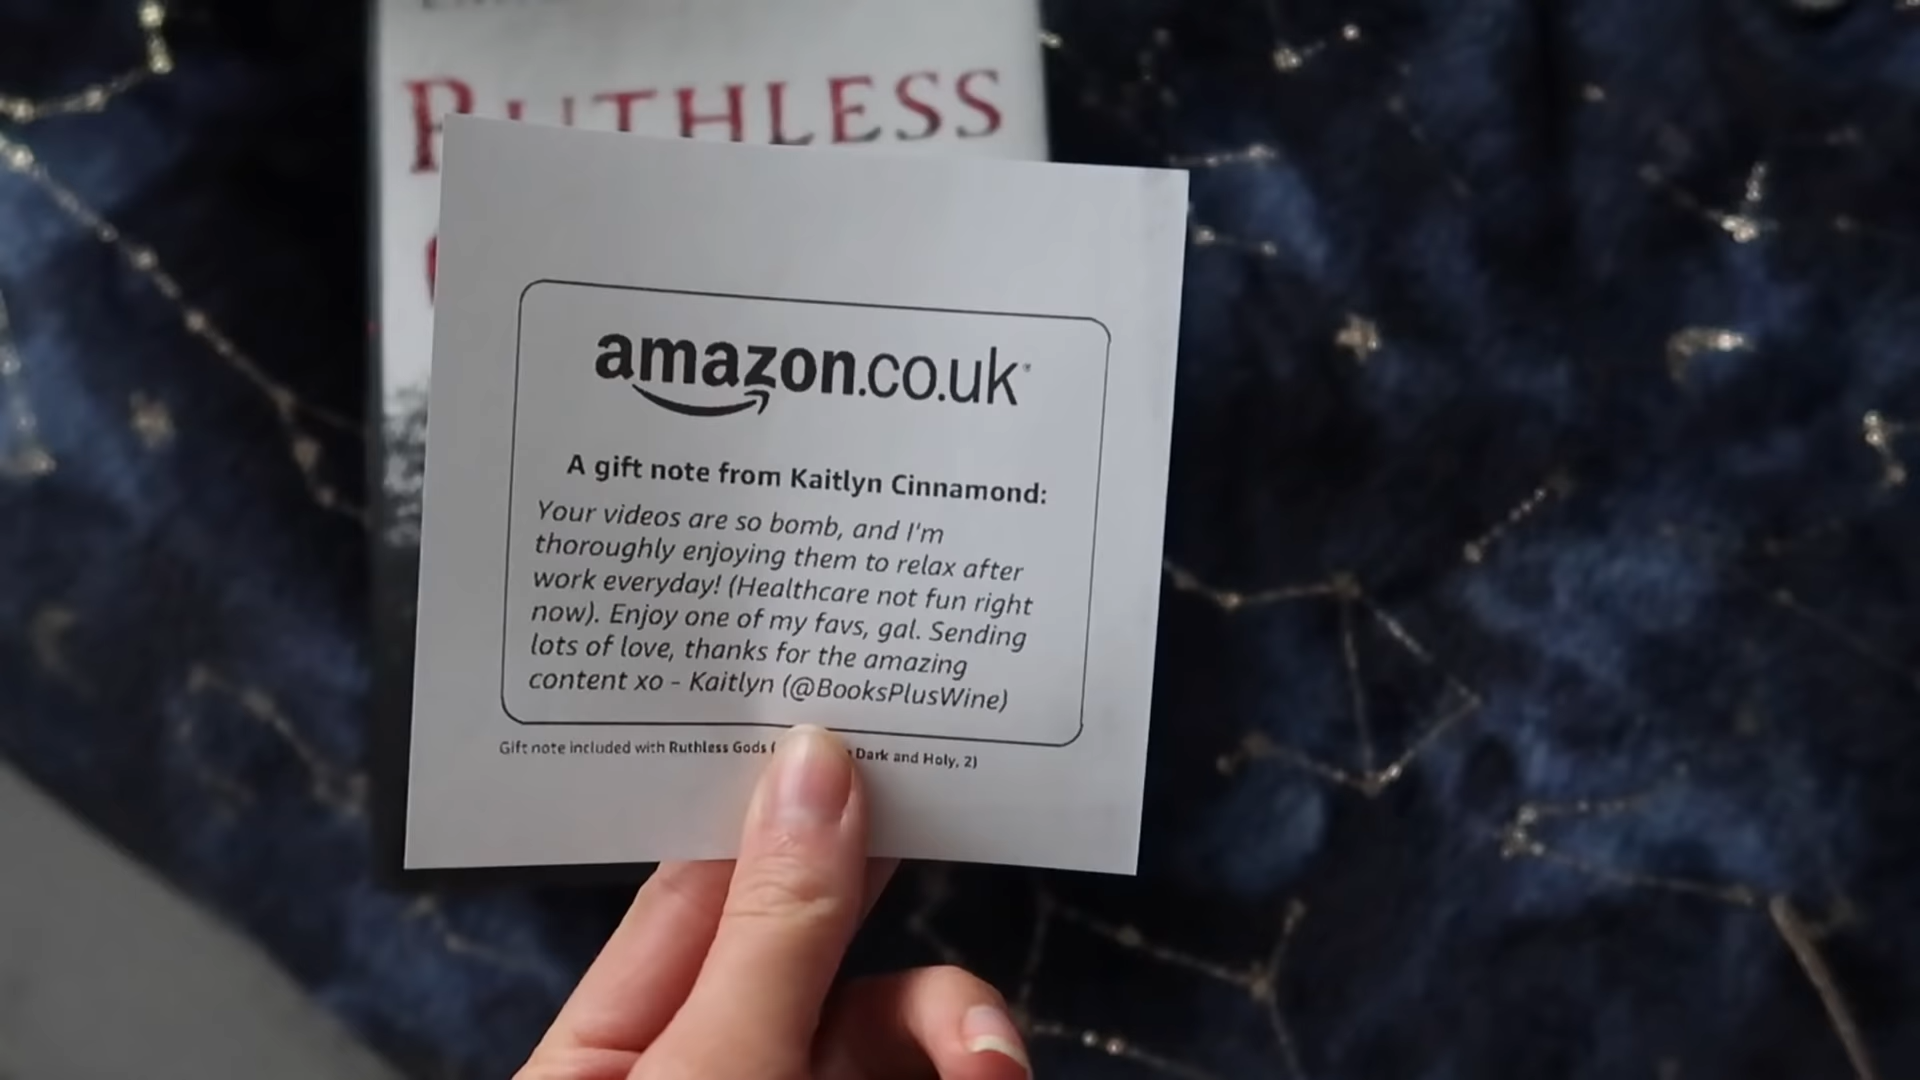 RUTHLESS
amazon.co.uk
A gift note from Kaitlyn Cinnamond:
Your videos are so bomb, and I'm
thoroughly enjoying them to relax after
work everyday! (Healthcare not fun right
now). Enjoy one of my favs, gal. Sending
lots of love, thanks for the amazing
content xo - Kaitlyn (@BooksPlusWine)
Gift note included with Ruthless Gods ( Dark and Holy, 2)